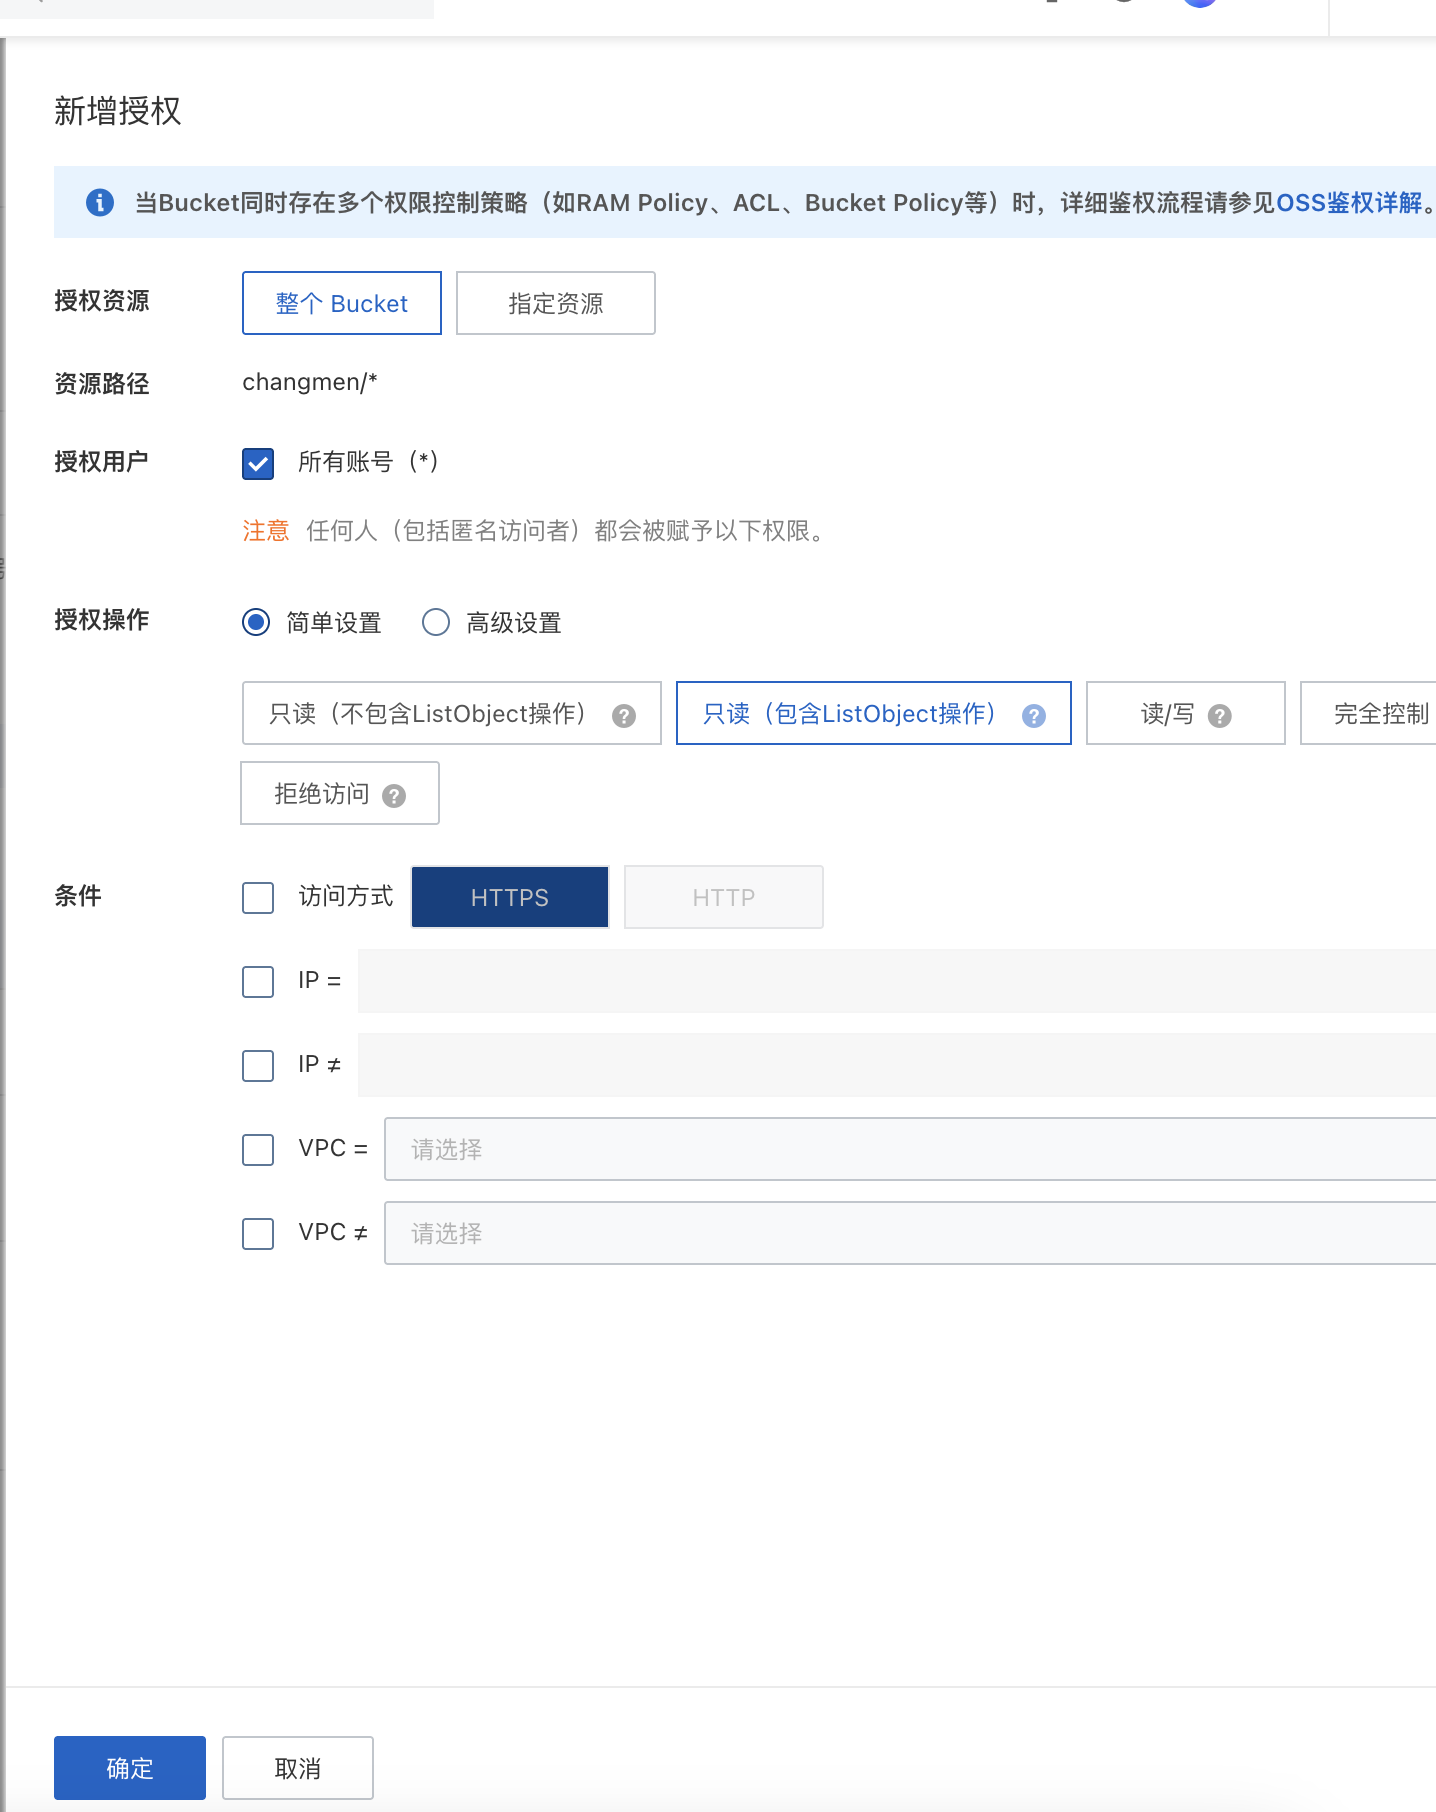 新增授权
当Bucket同时存在多个权限控制策略（如RAM Policy、ACL、Bucket Policy等）时，详细鉴权流程请参见OSS鉴权详解。
授权资源 整个 Bucket 指定资源
资源路径 changmen/*
授权用户 所有账号（*）
注意 任何人（包括匿名访问者）都会被赋予以下权限。
授权操作 简单设置 高级设置
只读（不包含ListObject操作） 只读（包含ListObject操作） 读/写 完全控制
拒绝访问
条件 访问方式 HTTPS HTTP
IP =
IP ≠
VPC = 请选择
VPC ≠ 请选择
确定 取消